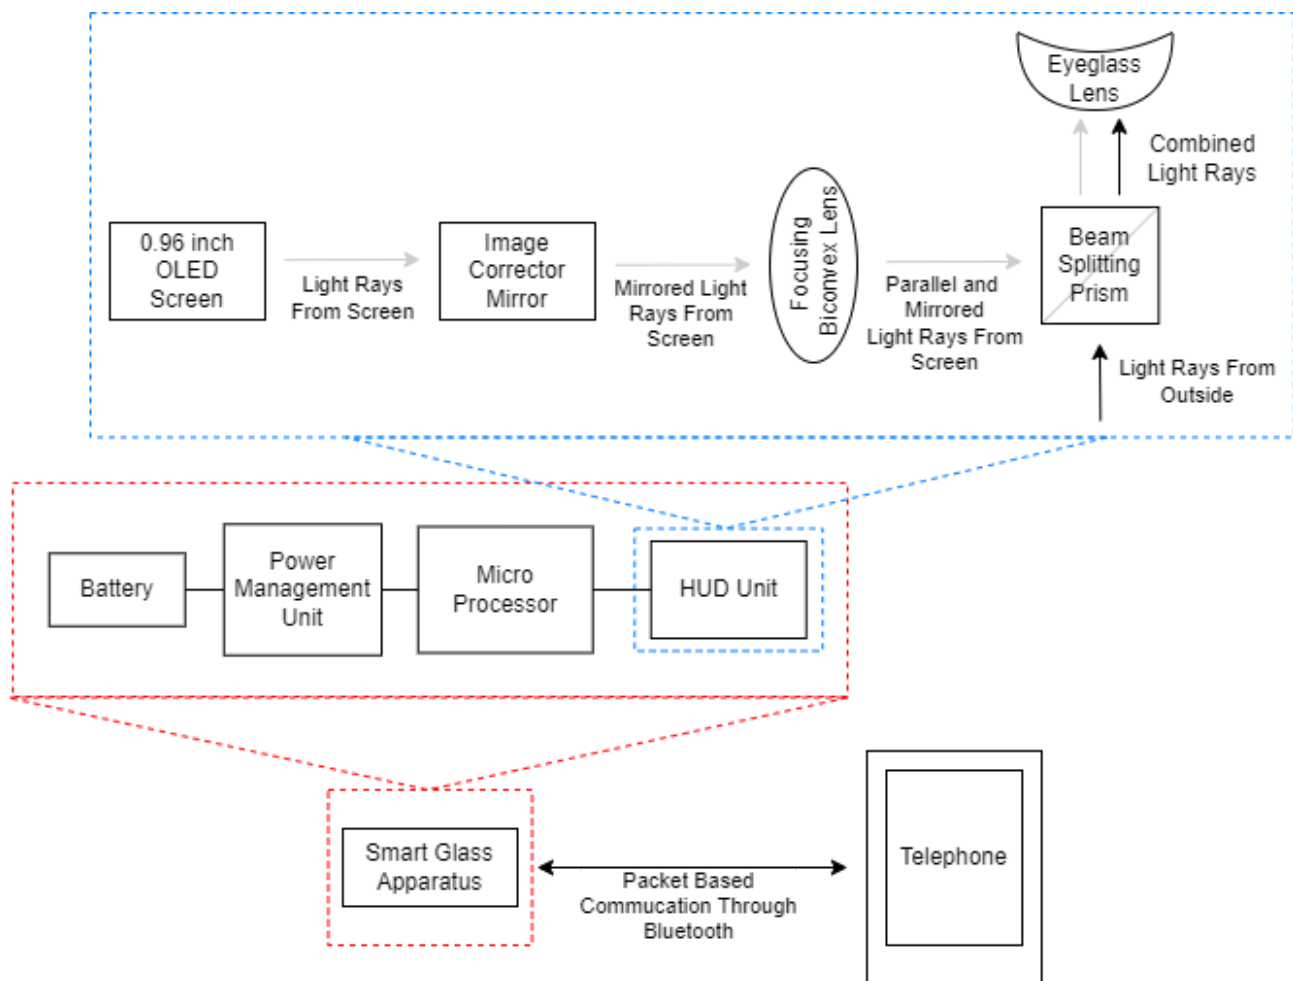 Eyeglass
Lens
Combined
Light Rays
0.96 inch
OLED
Screen
Light Rays
From Screen
Image
Corrector
Mirror
Mirrored Light
Rays From
Screen
Focusing
Biconvex Lens
Parallel and
Mirrored
Light Rays From
Screen
Beam
Splitting
Prism
Light Rays From
Outside
Battery
Power
Management
Unit
Micro
Processor
HUD Unit
Smart Glass
Apparatus
Packet Based
Commucation Through
Bluetooth
Telephone